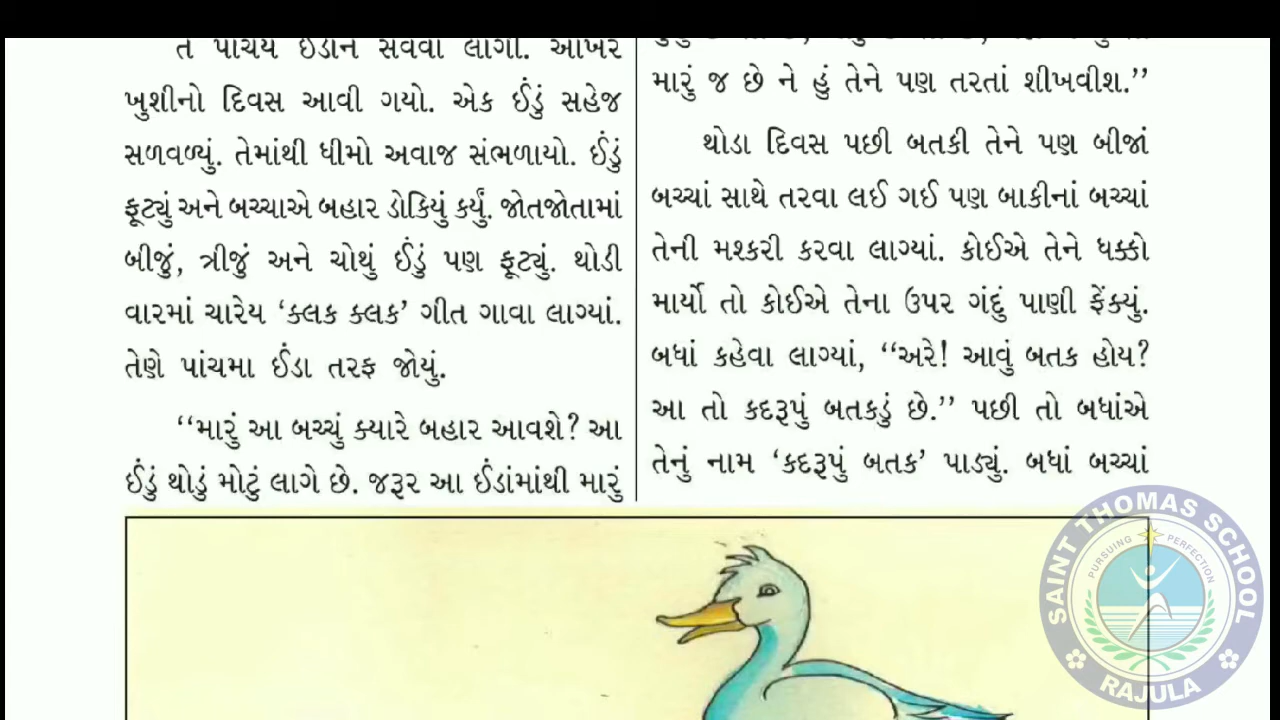 તે પાંચેય ઈંડાંને સેવવા લાગી. આખરે
ખુશીનો દિવસ આવી ગયો. એક ઈંડું સહેજ
સળવળ્યું. તેમાંથી ધીમો અવાજ સંભળાયો. ઈંડું
ફૂટ્યું અને બચ્ચાએ બહાર ડોકિયું કર્યું. જોતજોતામાં
બીજું, ત્રીજું અને ચોથું ઈંડું પણ ફૂટ્યું. થોડી
વારમાં ચારેય ‘ક્લક ક્લક’ ગીત ગાવા લાગ્યાં.
તેણે પાંચમા ઈંડા તરફ જોયું.
‘‘મારું આ બચ્ચું ક્યારે બહાર આવશે? આ
ઈંડું થોડું મોટું લાગે છે. જરૂર આ ઈંડાંમાંથી મારું
મારું જ છે ને હું તેને પણ તરતાં શીખવીશ.’’
થોડા દિવસ પછી બતકી તેને પણ બીજાં
બચ્ચાં સાથે તરવા લઈ ગઈ પણ બાકીનાં બચ્ચાં
તેની મશ્કરી કરવા લાગ્યાં. કોઈએ તેને ધક્કો
માર્યો તો કોઈએ તેના ઉપર ગંદું પાણી ફેંક્યું.
બધાં કહેવા લાગ્યાં, ‘‘અરે! આવું બતક હોય?
આ તો કદરૂપું બતકડું છે.’’ પછી તો બધાંએ
તેનું નામ ‘કદરૂપું બતક’ પાડ્યું. બધાં બચ્ચાં
SAINT THOMAS SCHOOL
PURSUING PERFECTION
RAJULA